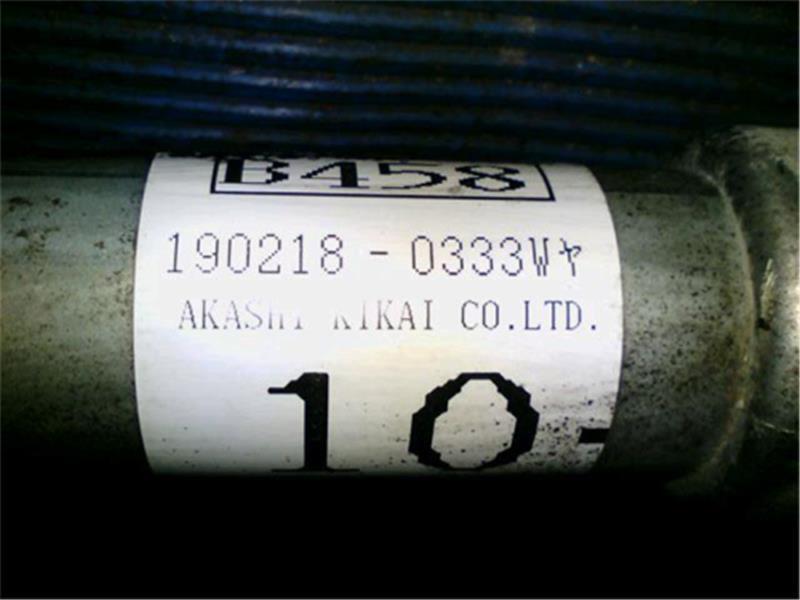 B458
190218 - 0333Wヤ
AKASHI KIKAI CO.LTD.
10-